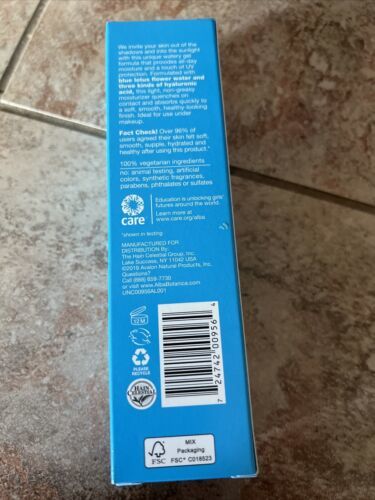 We invite your skin out of the
shadows and into the sunlight
with this unique watery gel
formula that provides all-day
moisture and a touch of UV
protection. Formulated with
blue lotus flower water and
three kinds of hyaluronic
acid, this light, non-greasy
moisturizer quenches on
contact and absorbs quickly to
a soft, smooth, healthy-looking
finish. Ideal for use under
makeup.
Fact Check! Over 96% of
users agreed their skin felt soft,
smooth, supple, hydrated and
healthy after using this product.*
100% vegetarian ingredients
no: animal testing, artificial
colors, synthetic fragrances,
parabens, phthalates or sulfates
care
Education is unlocking girls'
futures around the world.
Learn more at
www.care.org/alba
*shown in testing
MANUFACTURED FOR
DISTRIBUTION BY:
The Hain Celestial Group, Inc.
Lake Success, NY 11042 USA
©2019 Avalon Natural Products, Inc.
Questions?
Call (888) 659-7730
or visit www.AlbaBotanica.com
UNC00956AL001
12M
PLEASE
RECYCLE
HAIN
CELESTIAL
7 24742 00956 4
FSC
MIX
Packaging
FSC® C018523